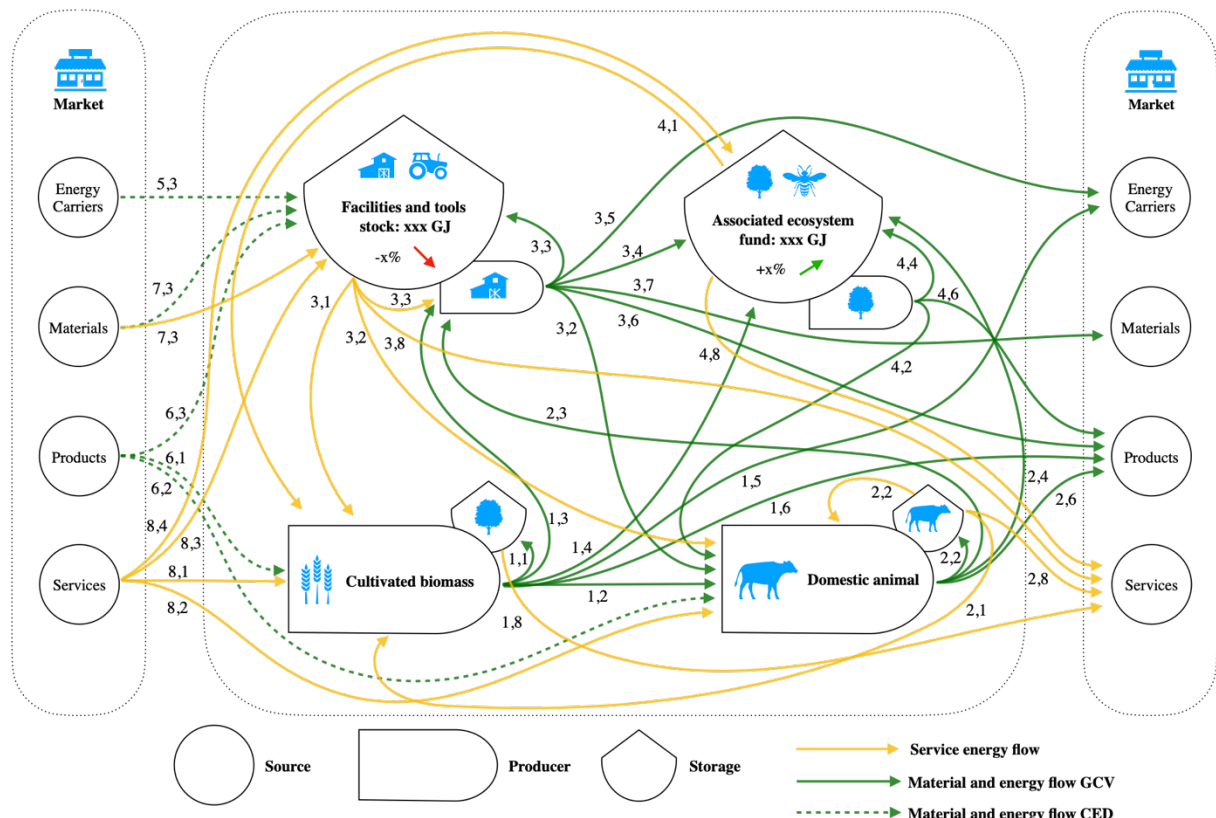 Market
Market
Energy
Carriers
5,3
4,1
Energy
Carriers
Facilities and tools
stock: xxx GJ
-x%
Associated ecosystem
fund: xxx GJ
+x%
3,5
3,3
3,4
4,4
7,3
3,1
3,3
3,7
4,6
Materials
3,6
Materials
7,3
3,2
3,8
3,2
4,8
4,2
6,3
2,3
Products
6,1
Products
6,2
1,5
2,2
2,4
8,4
1,3
1,6
2,6
8,3
1,1
1,4
2,2
Services
8,1
Cultivated biomass
Domestic animal
Services
8,2
1,2
2,8
1,8
2,1
Source
Producer
Storage
Service energy flow
Material and energy flow GCV
Material and energy flow CED